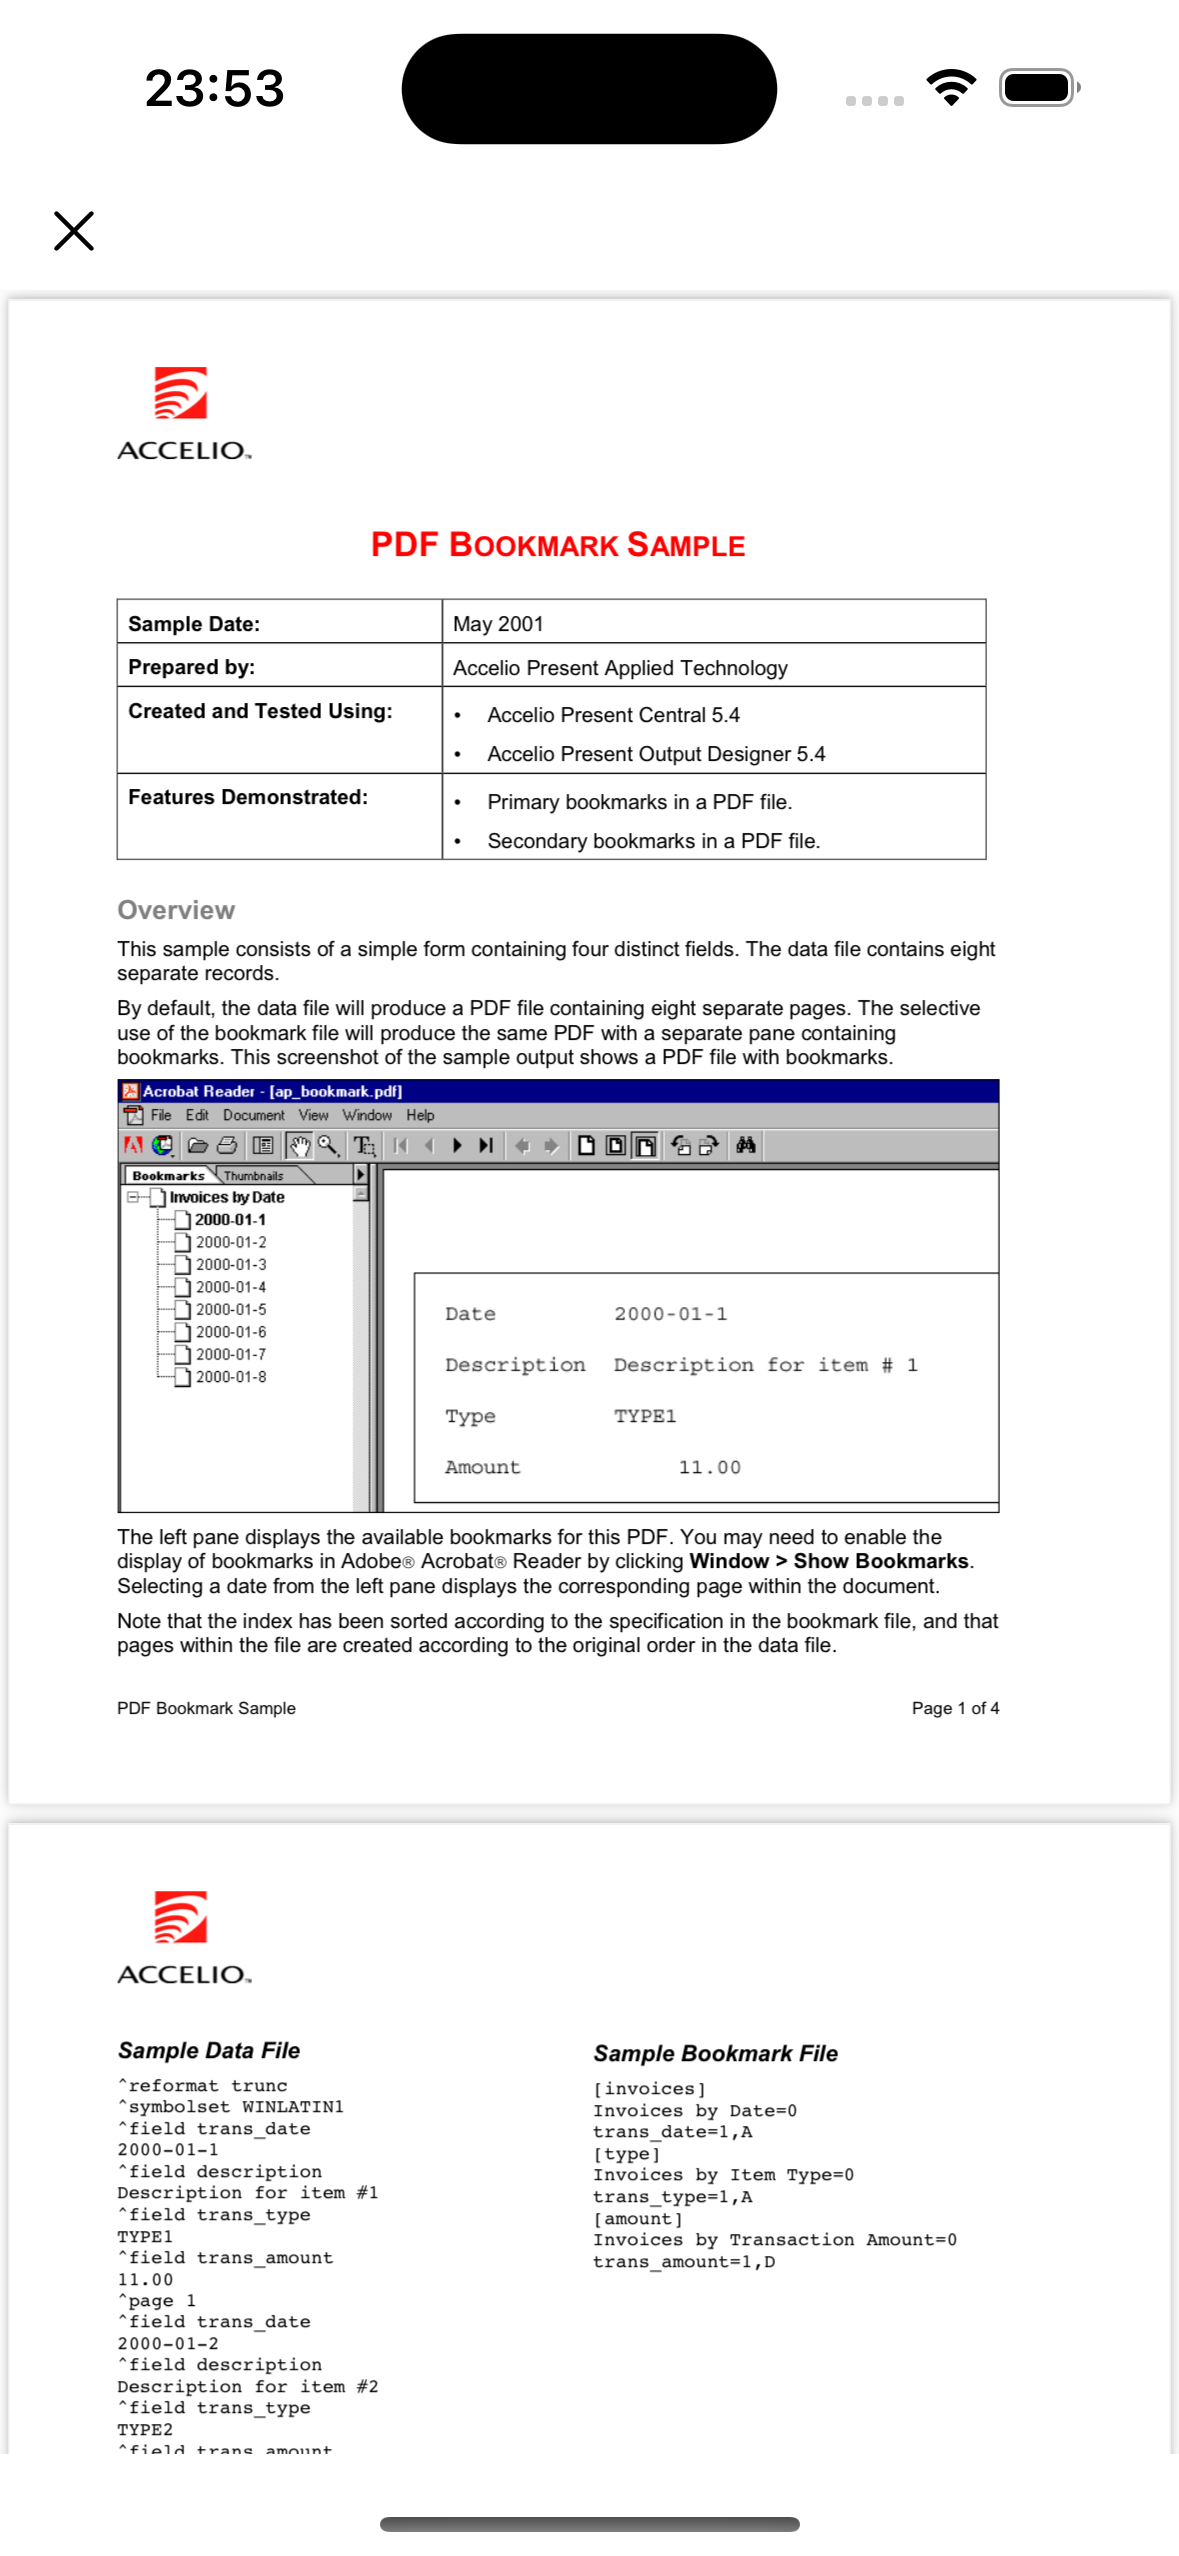 23:53
ACCELIO™
PDF BOOKMARK SAMPLE
Sample Date: May 2001
Prepared by: Accelio Present Applied Technology
Created and Tested Using: • Accelio Present Central 5.4
• Accelio Present Output Designer 5.4
Features Demonstrated: • Primary bookmarks in a PDF file.
• Secondary bookmarks in a PDF file.
Overview
This sample consists of a simple form containing four distinct fields. The data file contains eight
separate records.
By default, the data file will produce a PDF file containing eight separate pages. The selective
use of the bookmark file will produce the same PDF with a separate pane containing
bookmarks. This screenshot of the sample output shows a PDF file with bookmarks.
Acrobat Reader - [ap_bookmark.pdf]
File Edit Document View Window Help
Bookmarks Thumbnails
Invoices by Date
2000-01-1
2000-01-2
2000-01-3
2000-01-4
2000-01-5
2000-01-6
2000-01-7
2000-01-8
Date 2000-01-1
Description Description for item # 1
Type TYPE1
Amount 11.00
The left pane displays the available bookmarks for this PDF. You may need to enable the
display of bookmarks in Adobe® Acrobat® Reader by clicking Window > Show Bookmarks.
Selecting a date from the left pane displays the corresponding page within the document.
Note that the index has been sorted according to the specification in the bookmark file, and that
pages within the file are created according to the original order in the data file.
PDF Bookmark Sample Page 1 of 4
ACCELIO™
Sample Data File
^reformat trunc
^symbolset WINLATIN1
^field trans_date
2000-01-1
^field description
Description for item #1
^field trans_type
TYPE1
^field trans_amount
11.00
^page 1
^field trans_date
2000-01-2
^field description
Description for item #2
^field trans_type
TYPE2
^field trans_amount
Sample Bookmark File
[invoices]
Invoices by Date=0
trans_date=1,A
[type]
Invoices by Item Type=0
trans_type=1,A
[amount]
Invoices by Transaction Amount=0
trans_amount=1,D